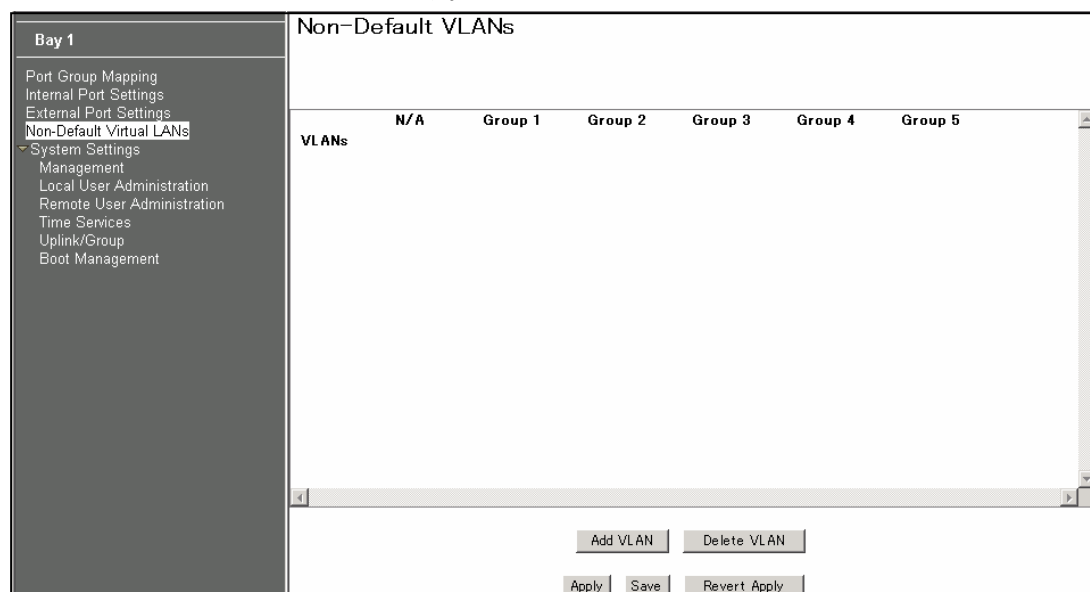 Bay 1
Port Group Mapping
Internal Port Settings
External Port Settings
Non-Default Virtual LANs
System Settings
Management
Local User Administration
Remote User Administration
Time Services
Uplink/Group
Boot Management
Non-Default VLANs
N/A Group 1 Group 2 Group 3 Group 4 Group 5
VLANs
Add VLAN Delete VLAN
Apply Save Revert Apply